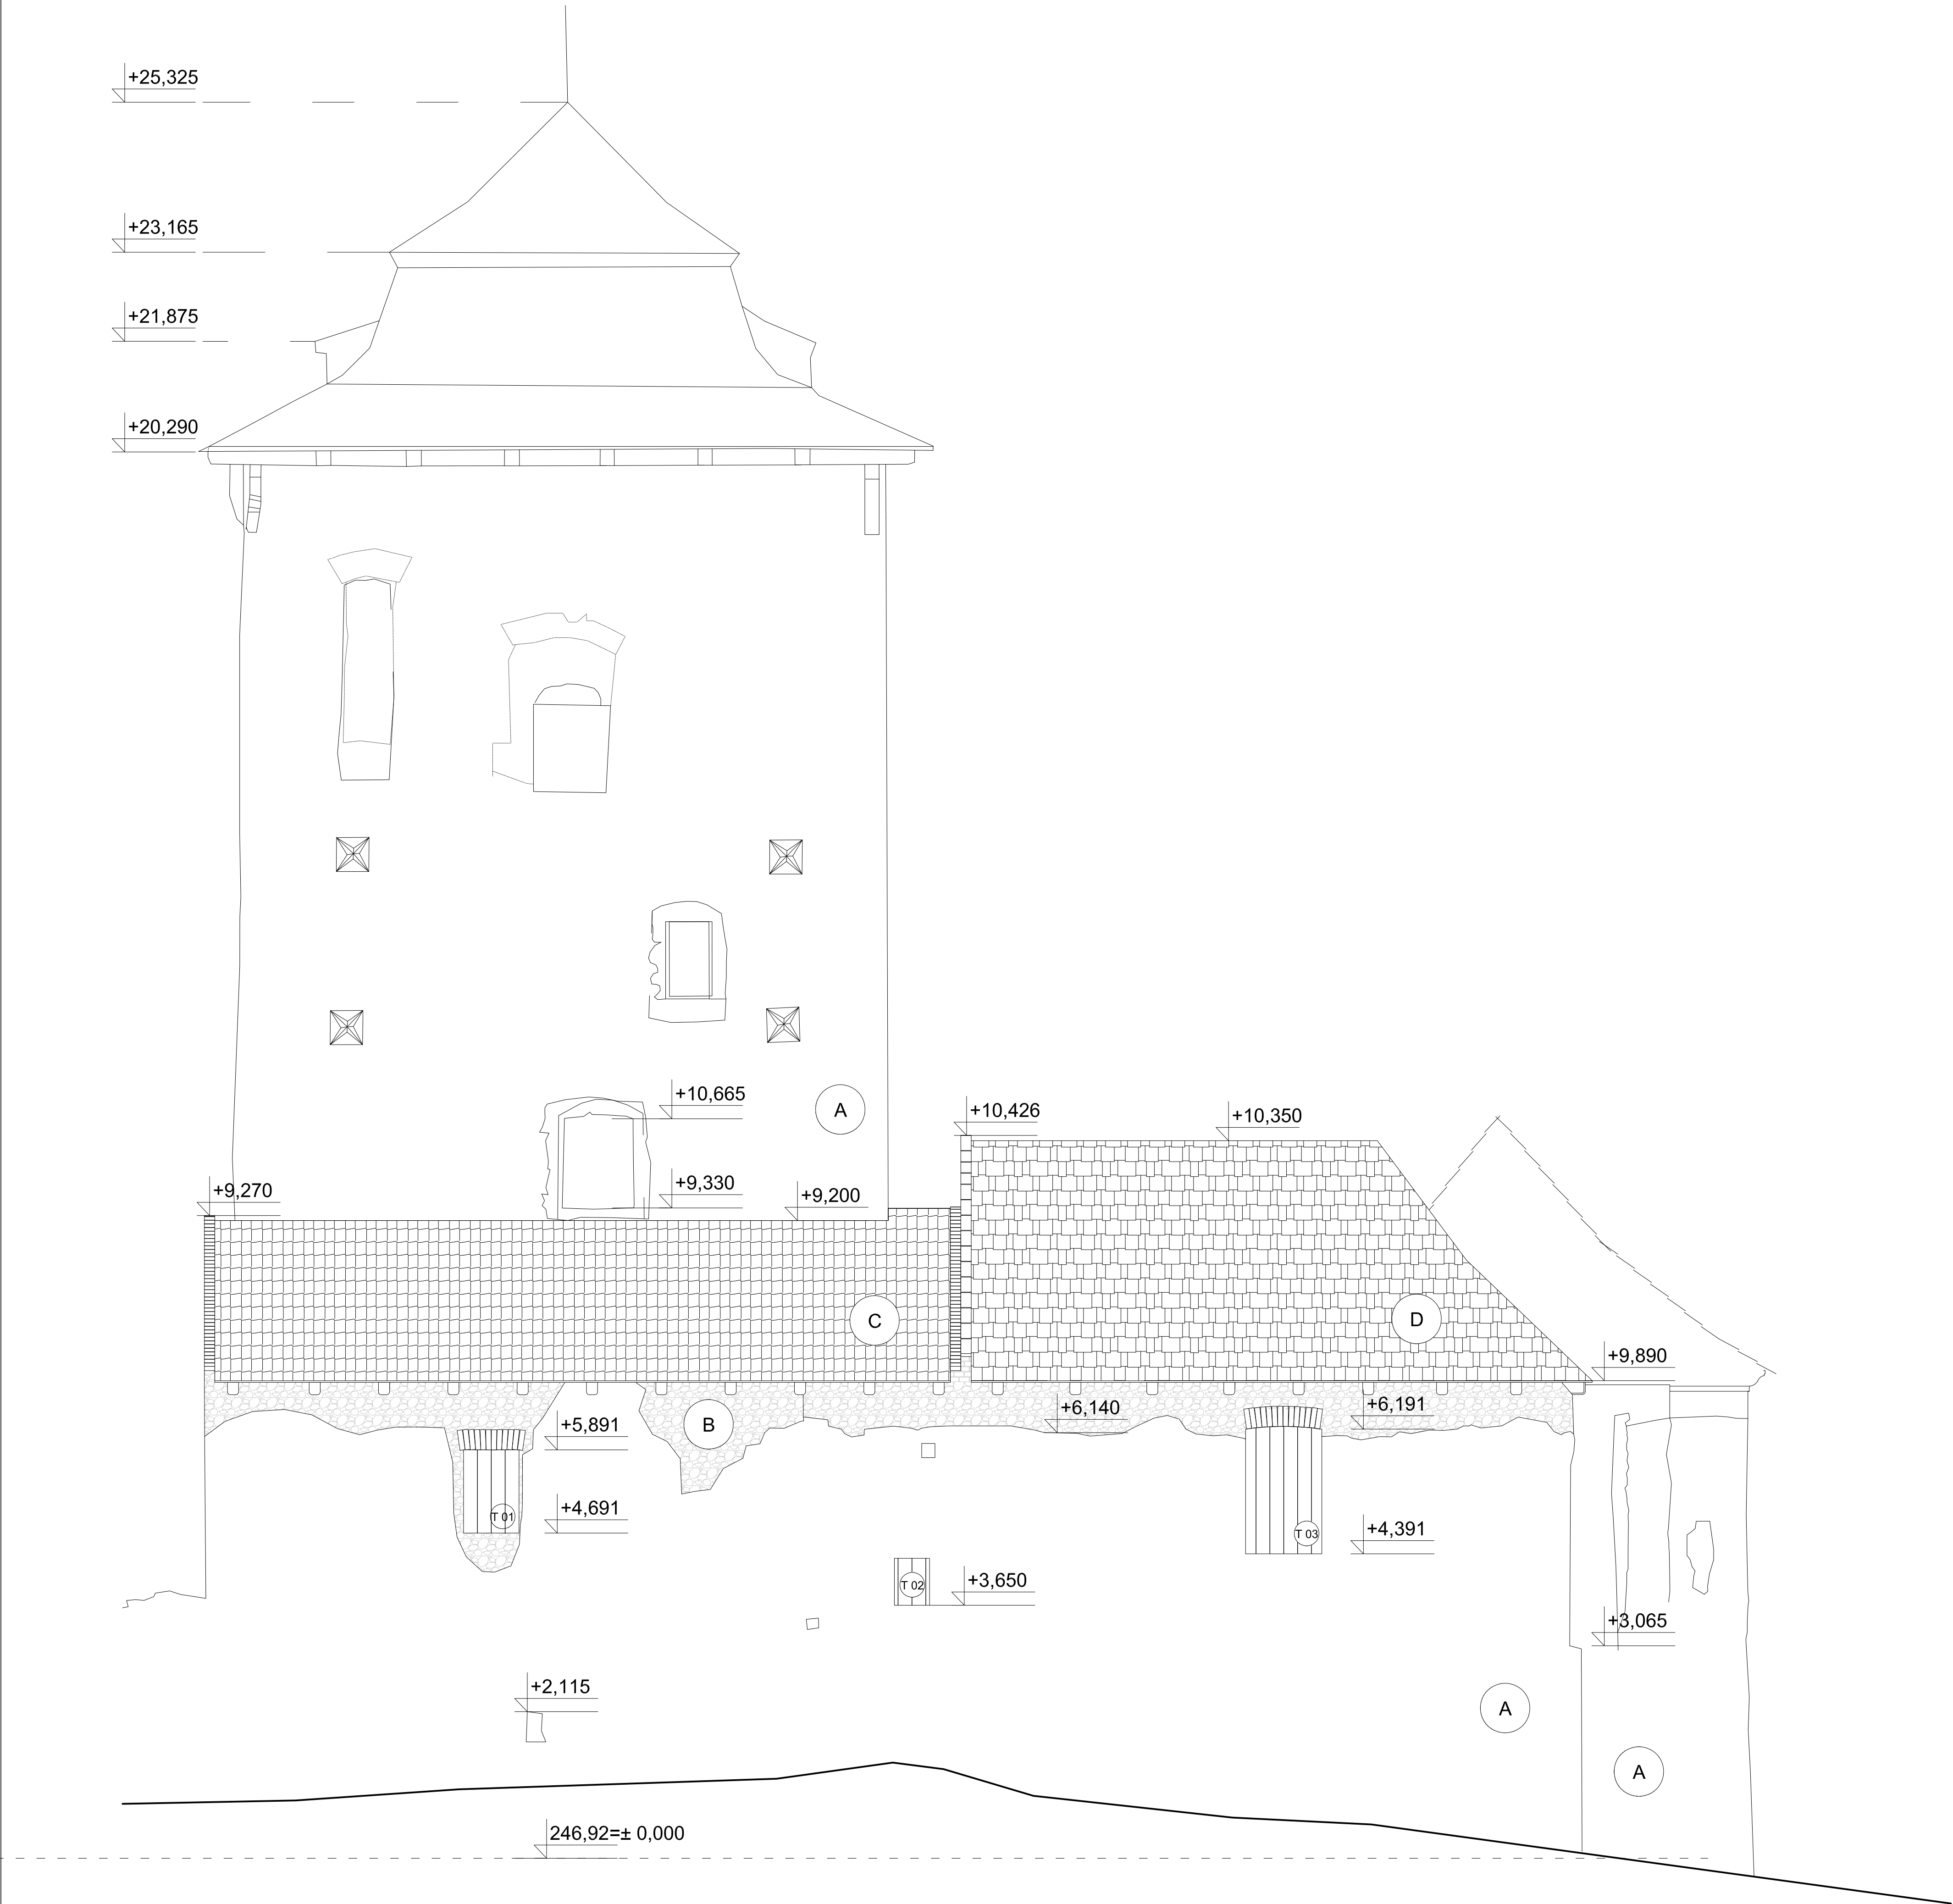 +25,325
+23,165
+21,875
+20,290
+10,665
A
+10,426
+10,350
+9,270
+9,330
+9,200
C
D
+9,890
+5,891
B
+6,140
+6,191
+4,691
T 01
T 03
+4,391
T 02
+3,650
+3,065
+2,115
A
A
246,92=± 0,000